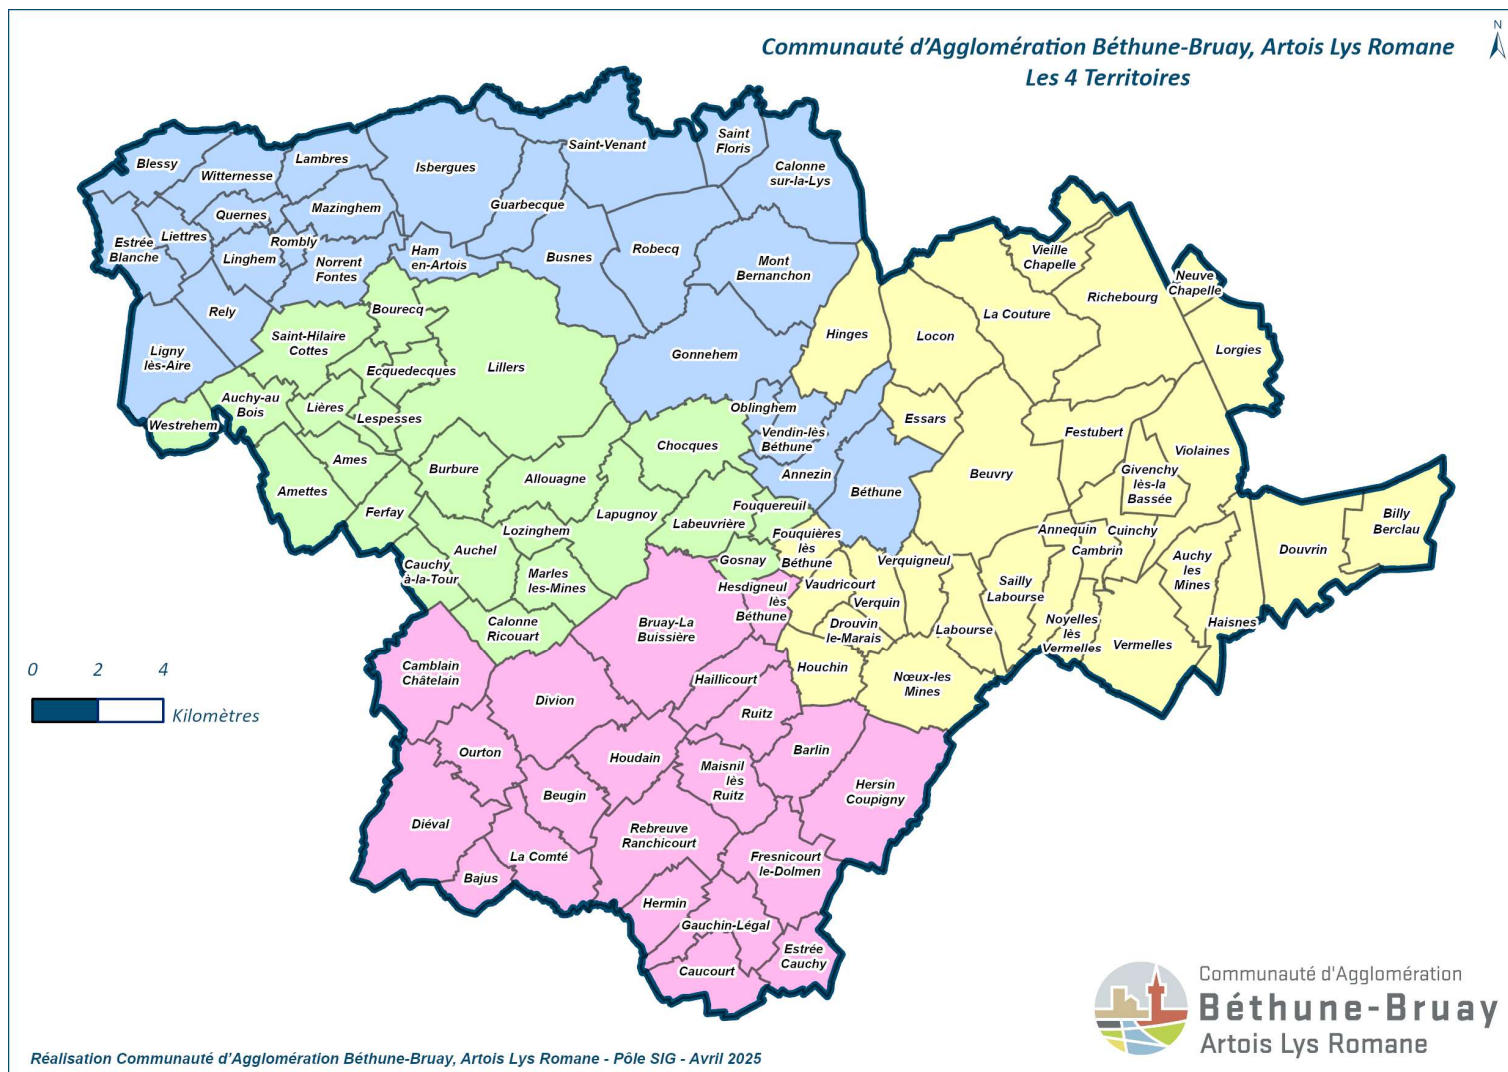 Communauté d'Agglomération Béthune-Bruay, Artois Lys Romane
Les 4 Territoires
N
Blessy
Witternesse
Lambres
Isbergues
Saint-Venant
Saint
Floris
Calonne
sur-la-Lys
Quernes
Mazinghem
Guarbecque
Estrée
Blanche
Liettres
Linghem
Rombly
Norrent
Fontes
Ham
en-Artois
Busnes
Robecq
Mont
Bernanchon
Rely
Ligny
lès-Aire
Gonnehem
Oblinghem
Vendin-lès
Béthune
Annezin
Béthune
Bourecq
Saint-Hilaire
Cottes
Ecquedecques
Lillers
Auchy-au
Bois
Lières
Lespesses
Westrehem
Ames
Amettes
Burbure
Allouagne
Chocques
Ferfay
Lozinghem
Lapugnoy
Labeuvrière
Fouquereuil
Gosnay
Auchel
Cauchy
à-la-Tour
Marles
les-Mines
Calonne
Ricouart
Vieille
Chapelle
Neuve
Chapelle
Richebourg
La Couture
Hinges
Locon
Lorgies
Essars
Festubert
Violaines
Beuvry
Givenchy
lès-la
Bassée
Billy
Berclau
Douvrin
Annequin
Cuinchy
Cambrin
Auchy
les
Mines
Fouquières
lès
Béthune
Verquigneul
Vaudricourt
Verquin
Sailly
Labourse
Drouvin
le-Marais
Labourse
Noyelles
lès
Vermelles
Vermelles
Haisnes
Houchin
Nœux-les
Mines
Hesdigneul
lès
Béthune
Bruay-La
Buissière
Camblain
Châtelain
Haillicourt
Divion
Ruitz
Ourton
Houdain
Barlin
Maisnil
lès
Ruitz
Hersin
Coupigny
Beugin
Diéval
Rebreuve
Ranchicourt
La Comté
Fresnicourt
le-Dolmen
Bajus
Hermin
Gauchin-Légal
Estrée
Cauchy
Caucourt
0 2 4
Kilomètres
Communauté d'Agglomération
Béthune-Bruay
Artois Lys Romane
Réalisation Communauté d'Agglomération Béthune-Bruay, Artois Lys Romane - Pôle SIG - Avril 2025